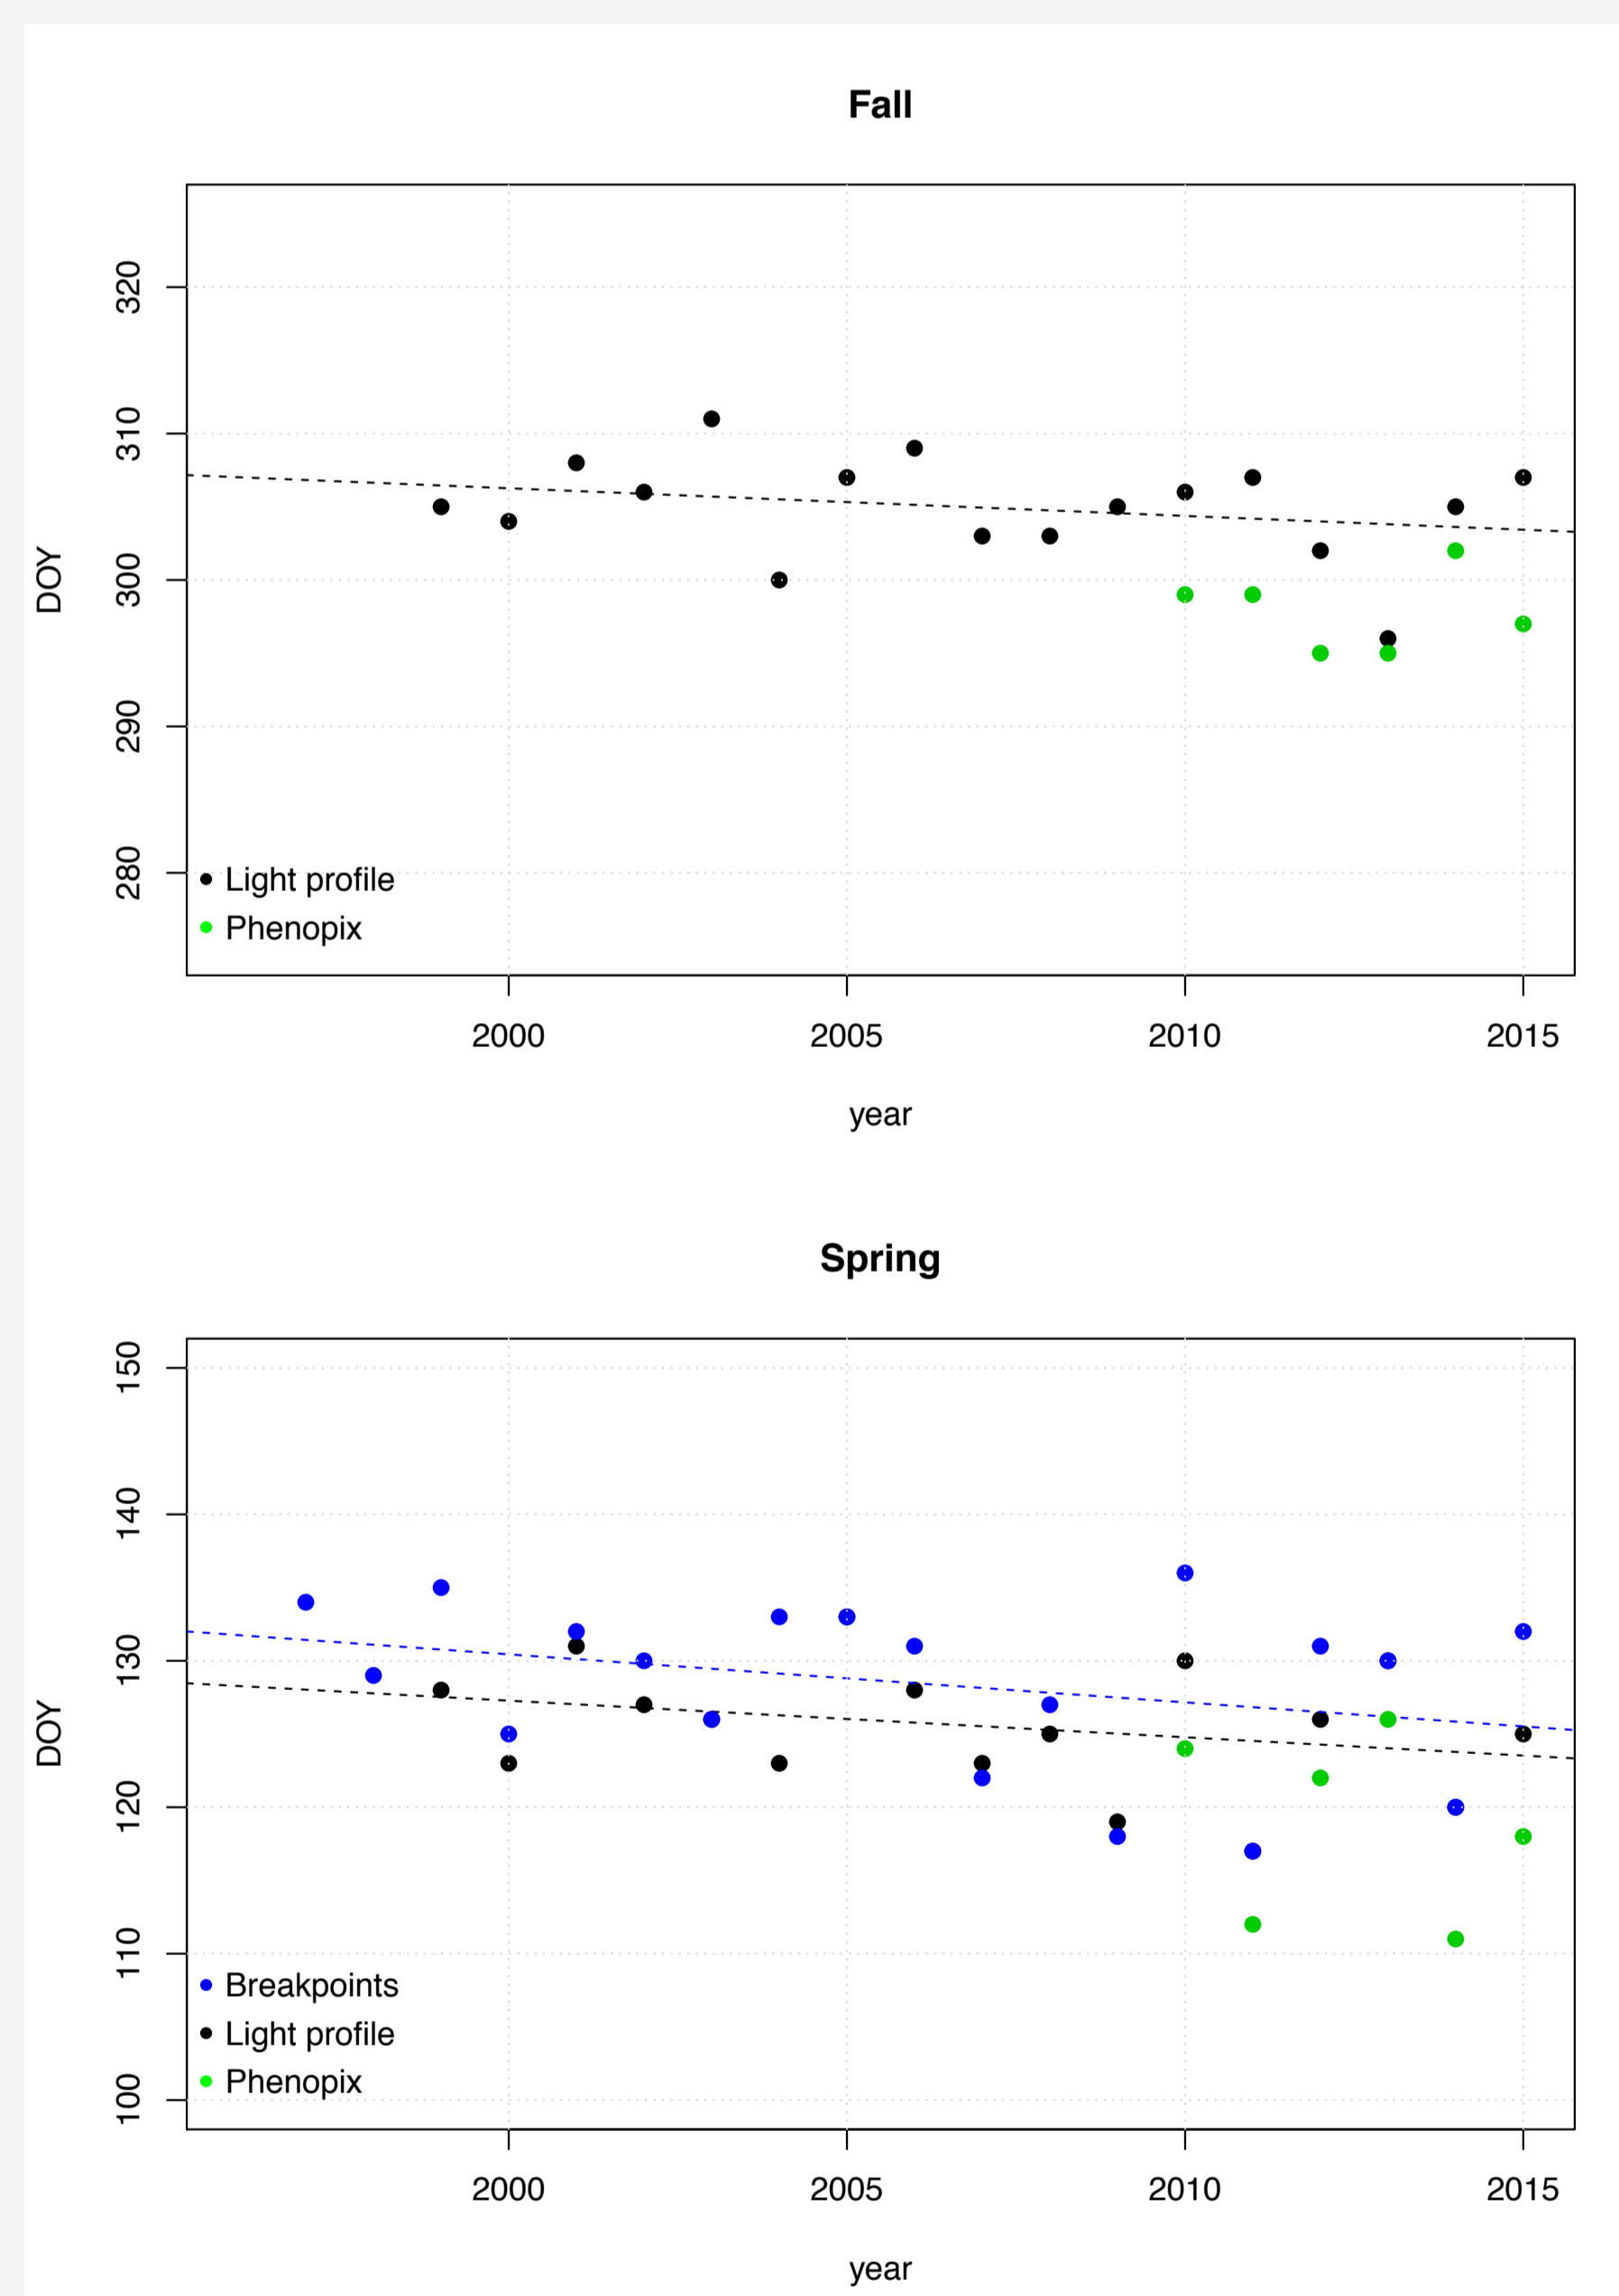 Fall
DOY
320
310
300
290
280
Light profile
Phenopix
2000 2005 2010 2015
year
Spring
DOY
150
140
130
120
110
100
Breakpoints
Light profile
Phenopix
2000 2005 2010 2015
year